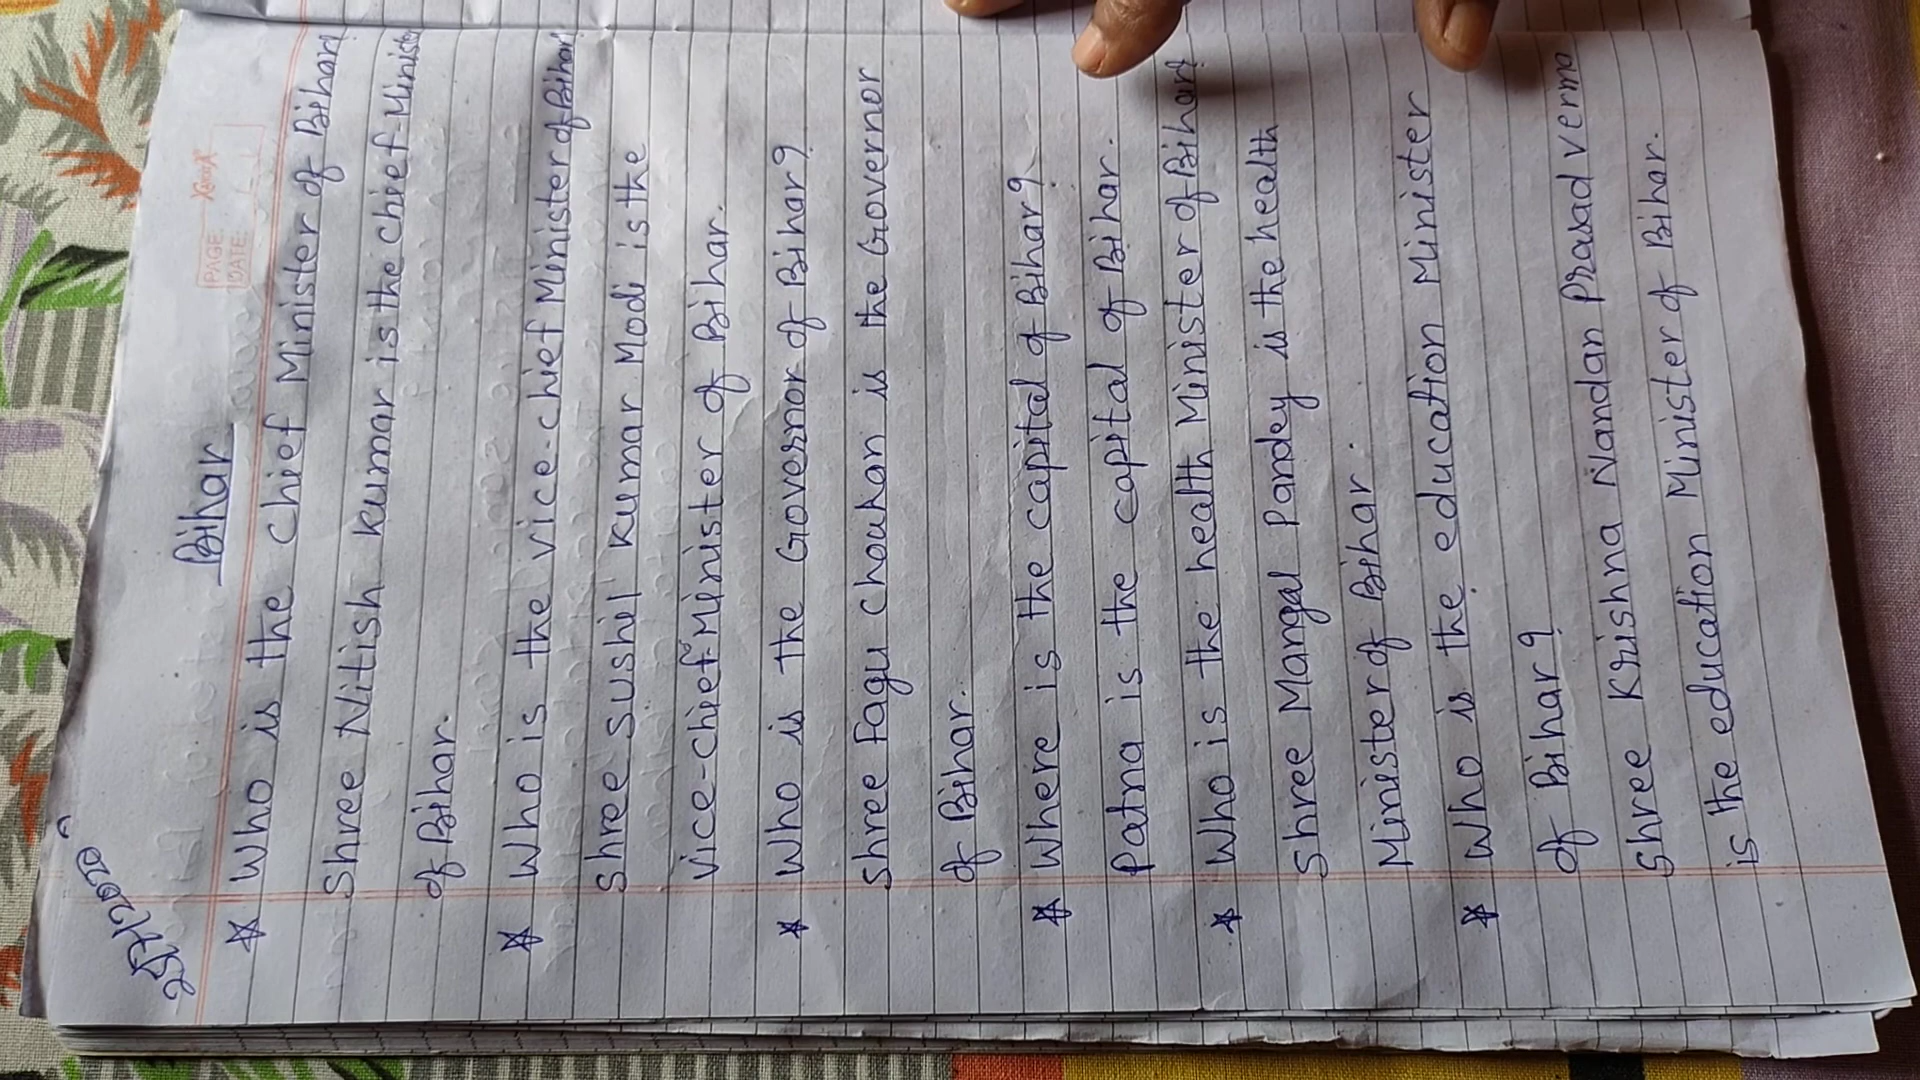 25/7/2020
PAGE:
DATE:
Bihar
☆ Who is the chief Minister of Bihar?
Shree Nitish kumar is the chief-Minister
of Bihar.
☆ Who is the vice-chief Minister of Bihar?
Shree sushil kumar Modi is the
vice-chief-Minister of Bihar.
☆ Who is the Governor of Bihar?
Shree Fagu chouhan is the Governor
of Bihar.
☆ Where is the capital of Bihar?
Patna is the capital of Bihar.
☆ Who is the health Minister of Bihar?
Shree Mangal Pandey is the health
Minister of Bihar.
☆ Who is the education Minister
of Bihar?
Shree Krishna Nandan Prasad verma
is the education Minister of Bihar.